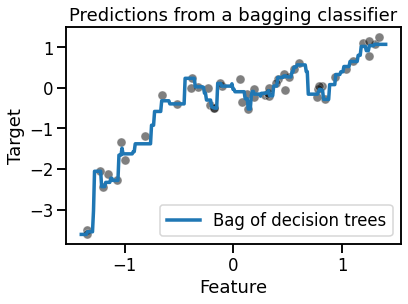 Predictions from a bagging classifier
1
0
−1
−2
−3
Target
Bag of decision trees
−1
0
1
Feature